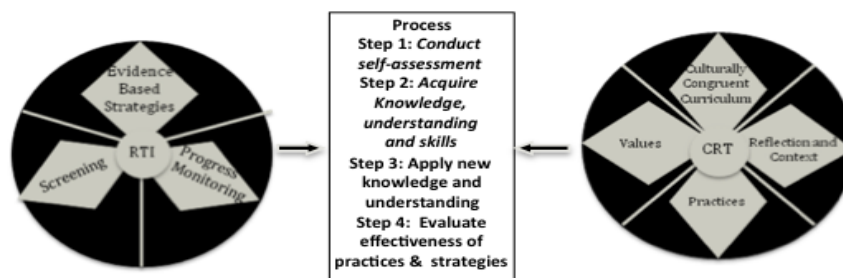 Evidence
Based
Strategies
RTI
Screening
Progress
Monitoring
Process
Step 1: Conduct
self-assessment
Step 2: Acquire
Knowledge,
understanding
and skills
Step 3: Apply new
knowledge and
understanding
Step 4: Evaluate
effectiveness of
practices & strategies
Culturally
Congruent
Curriculum
Values
CRT
Reflection and
Context
Practices